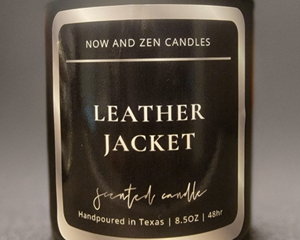 NOW AND ZEN CANDLES
LEATHER
JACKET
scented candle
Handpoured in Texas | 8.5OZ | 48hr